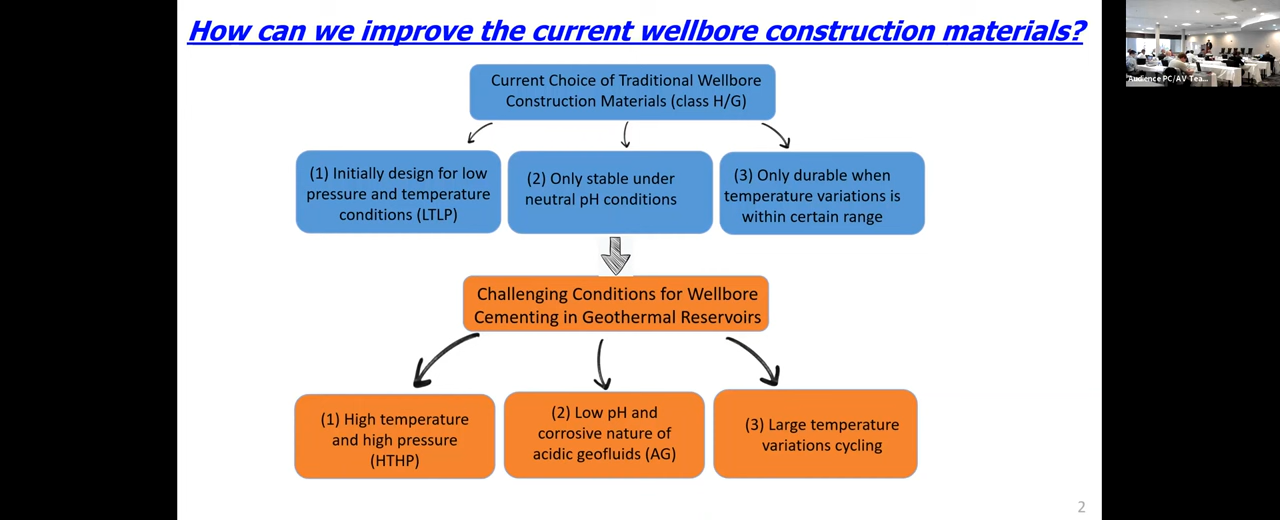 How can we improve the current wellbore construction materials?
Audience PC/AV Tea...
Current Choice of Traditional Wellbore
Construction Materials (class H/G)
(1) Initially design for low
pressure and temperature
conditions (LTLP)
(2) Only stable under
neutral pH conditions
(3) Only durable when
temperature variations is
within certain range
Challenging Conditions for Wellbore
Cementing in Geothermal Reservoirs
(1) High temperature
and high pressure
(HTHP)
(2) Low pH and
corrosive nature of
acidic geofluids (AG)
(3) Large temperature
variations cycling
2